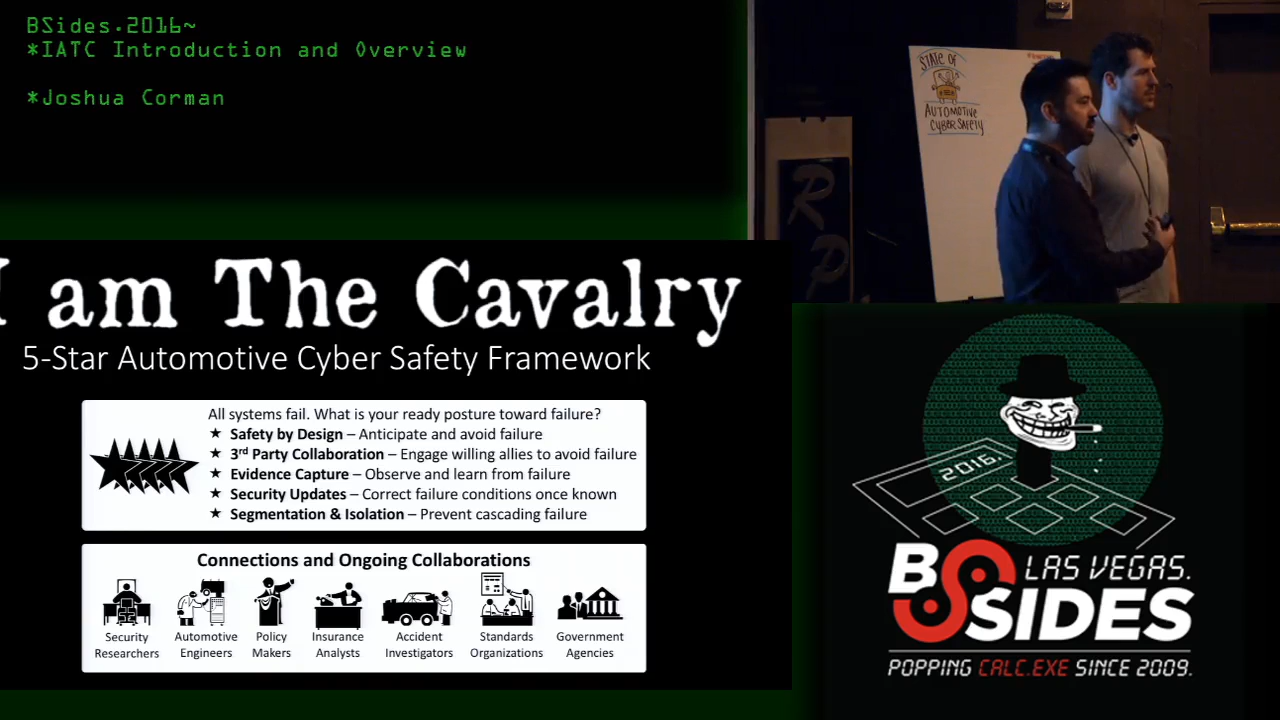 BSides.2016~
*IATC Introduction and Overview
*Joshua Corman
STATE OF
AUTOMOTIVE
CYBER SAFETY
RP
I am The Cavalry
5-Star Automotive Cyber Safety Framework
All systems fail. What is your ready posture toward failure?
★ Safety by Design – Anticipate and avoid failure
★ 3rd Party Collaboration – Engage willing allies to avoid failure
★ Evidence Capture – Observe and learn from failure
★ Security Updates – Correct failure conditions once known
★ Segmentation & Isolation – Prevent cascading failure
Connections and Ongoing Collaborations
Security Researchers
Automotive Engineers
Policy Makers
Insurance Analysts
Accident Investigators
Standards Organizations
Government Agencies
2016.
BSIDES LAS VEGAS.
POPPING CALC.EXE SINCE 2009.